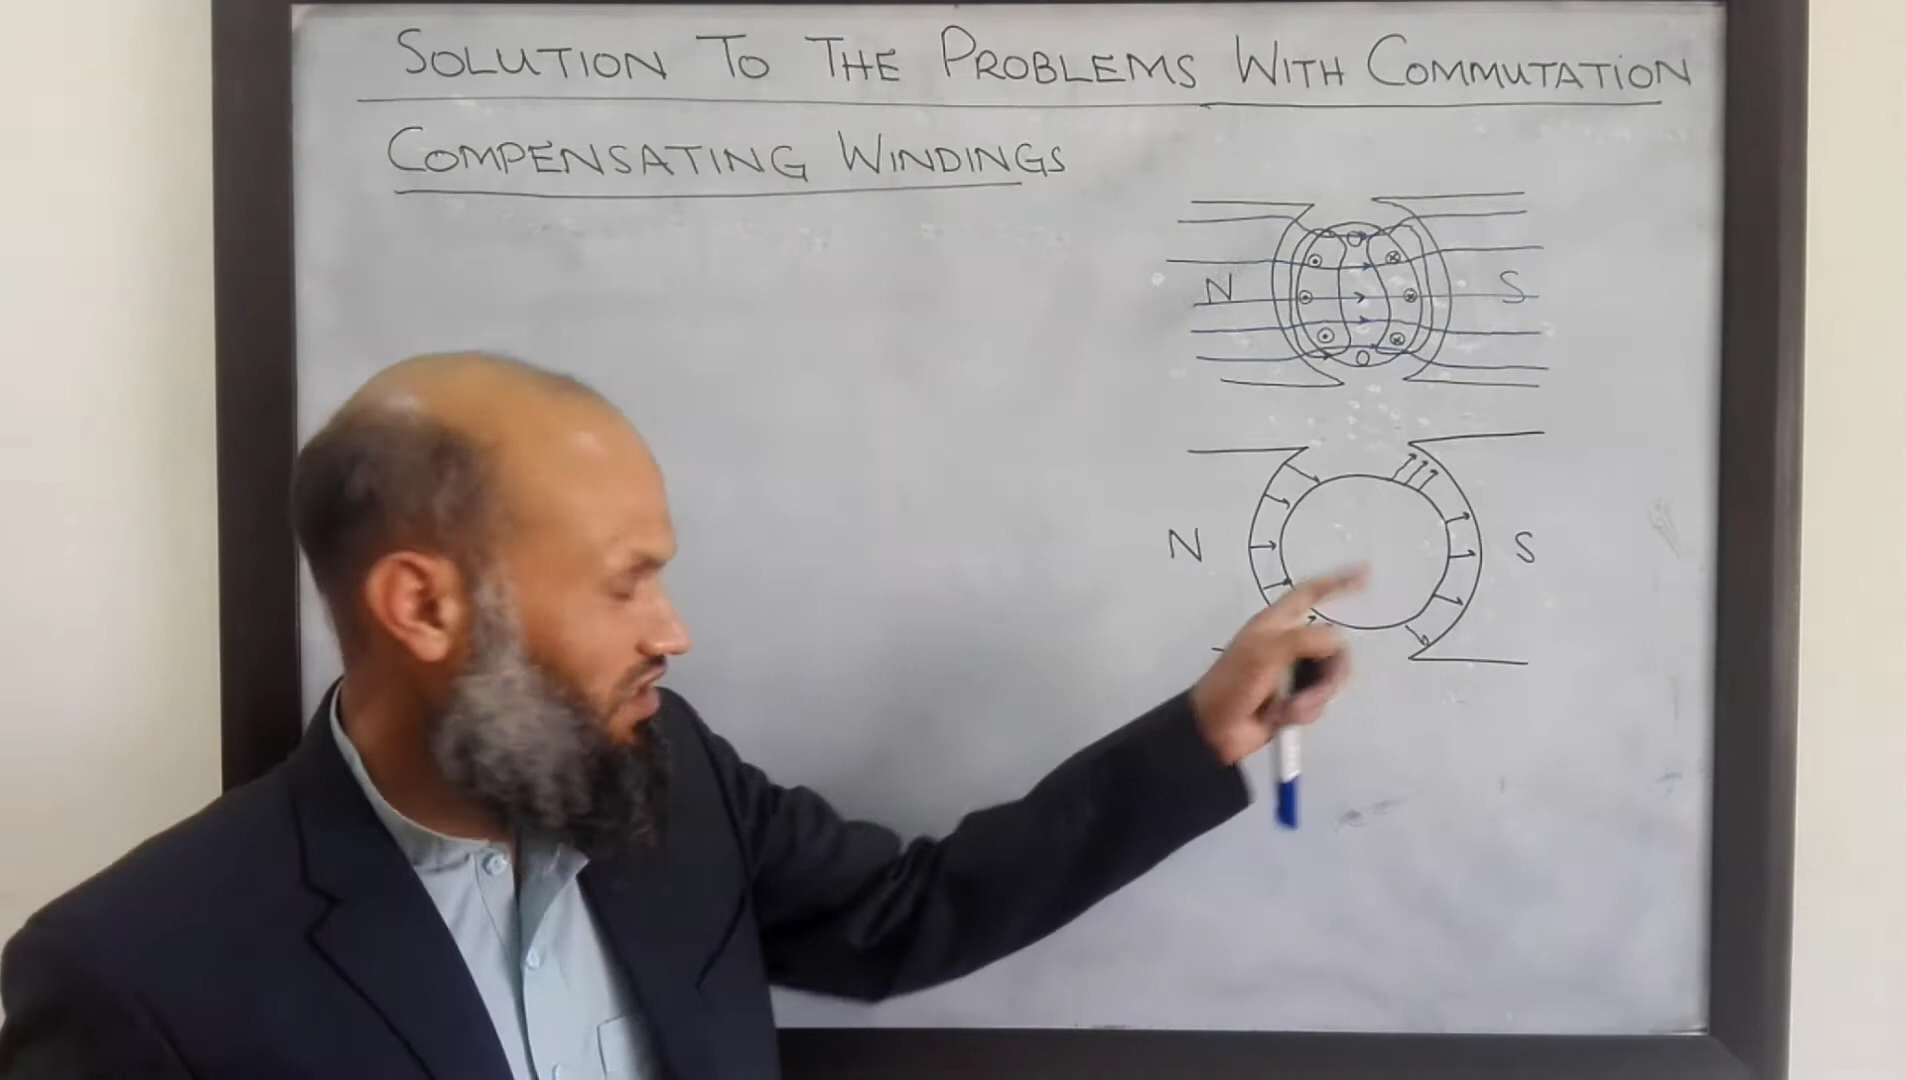 SOLUTION TO THE PROBLEMS WITH COMMUTATION
COMPENSATING WINDINGS
N S
N S